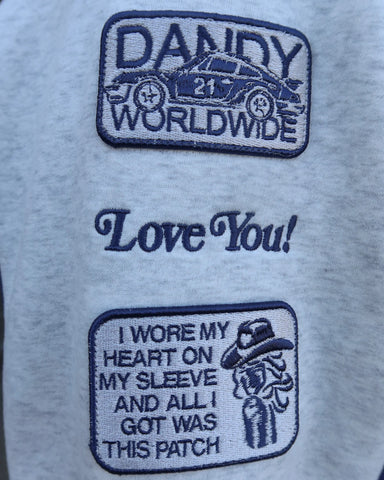 DANDY
21
WORLDWIDE
Love You!
I WORE MY
HEART ON
MY SLEEVE
AND ALL I
GOT WAS
THIS PATCH